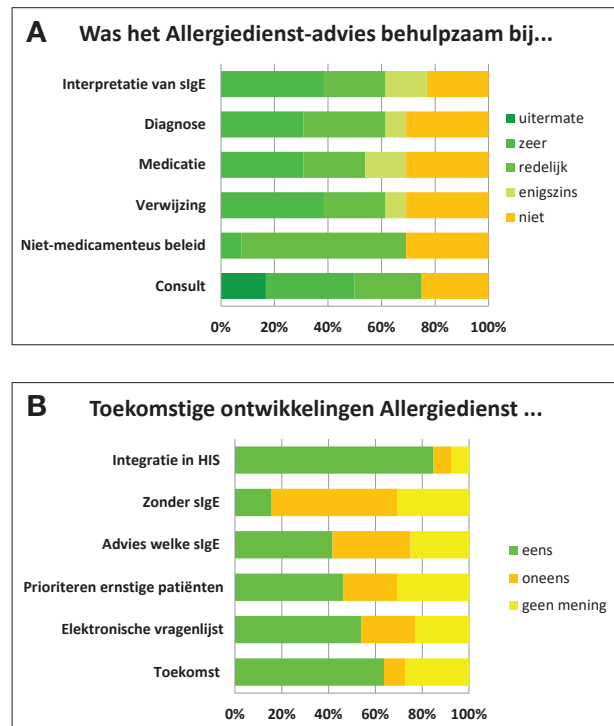 A Was het Allergiedienst-advies behulpzaam bij...
Interpretatie van sIgE
Diagnose
Medicatie
Verwijzing
Niet-medicamenteus beleid
Consult
0% 20% 40% 60% 80% 100%
uitermate
zeer
redelijk
enigszins
niet
B Toekomstige ontwikkelingen Allergiedienst ...
Integratie in HIS
Zonder sIgE
Advies welke sIgE
Prioriteren ernstige patiënten
Elektronische vragenlijst
Toekomst
0% 20% 40% 60% 80% 100%
eens
oneens
geen mening